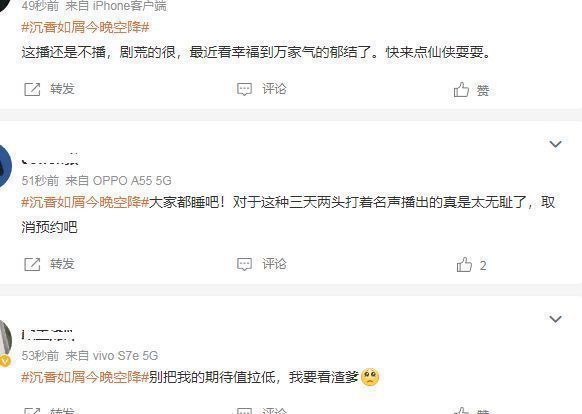 49秒前 来自 iPhone客户端
#沉香如屑今晚空降#
这播还是不播，剧荒的很，最近看幸福到万家气的郁结了。快来点仙侠耍耍。
转发 评论 赞
51秒前 来自 OPPO A55 5G
#沉香如屑今晚空降#大家都睡吧！对于这种三天两头打着名声播出的真是太无耻了，取
消预约吧
转发 评论 2
53秒前 来自 vivo S7e 5G
#沉香如屑今晚空降#别把我的期待值拉低，我要看渣爹🥺
转发 评论 赞